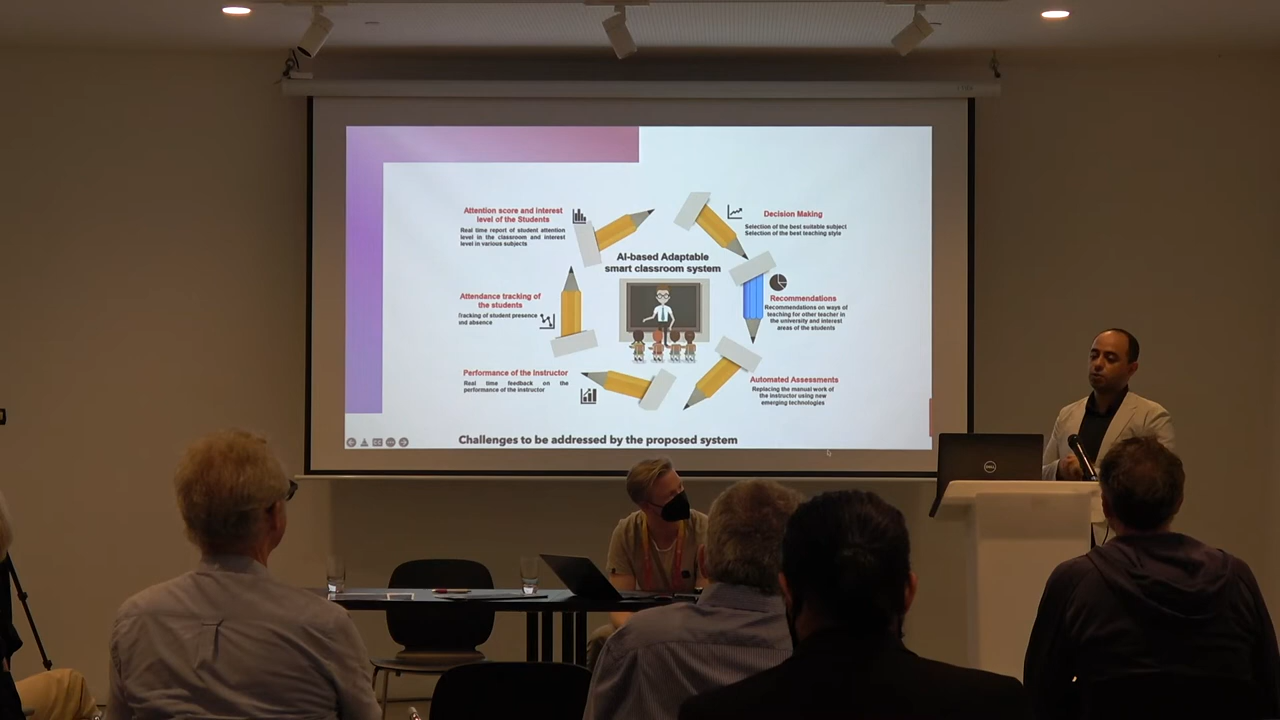 Attention score and interest
level of the Students
Real time report of student attention
level in the classroom and interest
level in various subjects
Decision Making
Selection of the best suitable subject
Selection of the best teaching style
AI-based Adaptable
smart classroom system
Attendance tracking of
the students
Tracking of student presence
and absence
Recommendations
Recommendations on ways of
teaching for other teacher in
the university and interest
areas of the students
Performance of the Instructor
Real time feedback on the
performance of the instructor
Automated Assessments
Replacing the manual work of
the instructor using new
emerging technologies
Challenges to be addressed by the proposed system
DELL